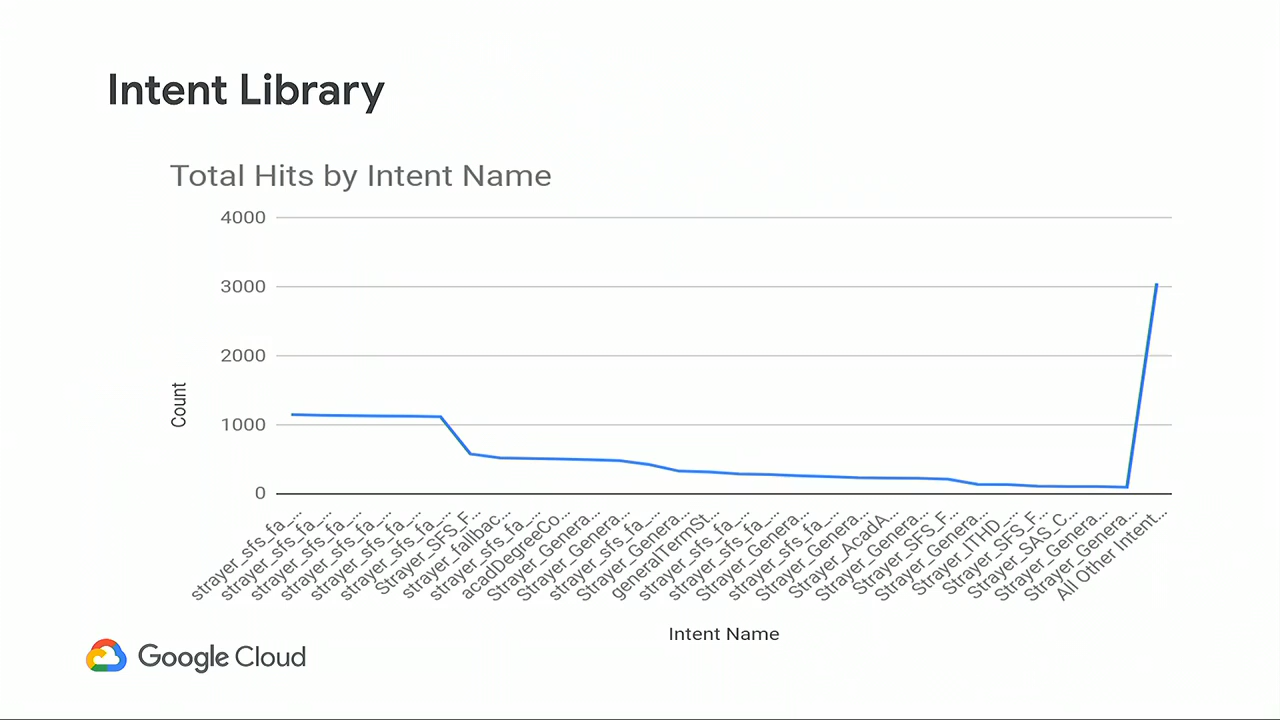 Intent Library
Total Hits by Intent Name
4000
3000
2000
1000
0
Count
strayer_sfs_fa_...
strayer_sfs_fa_...
strayer_sfs_fa_...
strayer_sfs_fa_...
strayer_sfs_fa_...
strayer_sfs_fa_...
Strayer_SFS_F...
strayer_fallbac...
strayer_sfs_fa_...
acadDegreeCo...
Strayer_Genera...
Strayer_Genera...
strayer_sfs_fa_...
Strayer_Genera...
generalTermSt...
strayer_sfs_fa_...
strayer_sfs_fa_...
Strayer_Genera...
strayer_sfs_fa_...
Strayer_Genera...
Strayer_AcadA...
Strayer_Genera...
Strayer_SFS_F...
Strayer_Genera...
Strayer_ITHD_...
Strayer_SFS_F...
Strayer_SAS_C...
Strayer_Genera...
Strayer_Genera...
All Other Intent...
Intent Name
Google Cloud